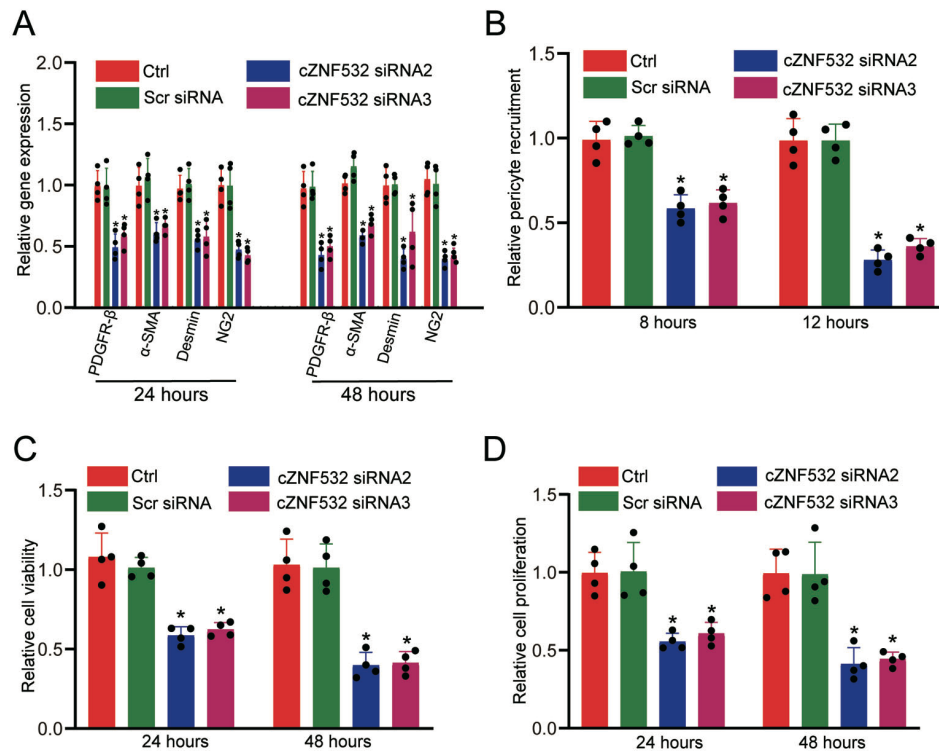 A
Relative gene expression
2.0
1.5
1.0
0.5
0.0
Ctrl
Scr siRNA
cZNF532 siRNA2
cZNF532 siRNA3
* * * * * * * *
* * * * * * * *
PDGFR-β
α-SMA
Desmin
NG2
PDGFR-β
α-SMA
Desmin
NG2
24 hours
48 hours
B
Relative pericyte recruitment
1.5
1.0
0.5
0.0
Ctrl
Scr siRNA
cZNF532 siRNA2
cZNF532 siRNA3
* *
* *
8 hours
12 hours
C
Relative cell viability
1.5
1.0
0.5
0.0
Ctrl
Scr siRNA
cZNF532 siRNA2
cZNF532 siRNA3
* *
* *
24 hours
48 hours
D
Relative cell proliferation
1.5
1.0
0.5
0.0
Ctrl
Scr siRNA
cZNF532 siRNA2
cZNF532 siRNA3
* *
* *
24 hours
48 hours